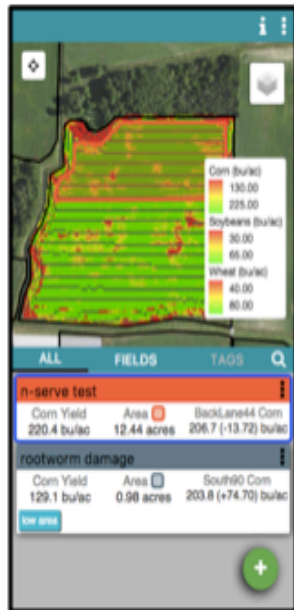 i
Corn (bu/ac)
130.00
225.00
Soybeans (bu/ac)
30.00
65.00
Wheat (bu/ac)
40.00
80.00
ALL FIELDS TAGS
n-serve test
Corn Yield Area BackLane44 Corn
220.4 bu/ac 12.44 acres 206.7 (-13.72) bu/ac
rootworm damage
Corn Yield Area South90 Corn
129.1 bu/ac 0.98 acres 203.8 (+74.70) bu/ac
low area
+